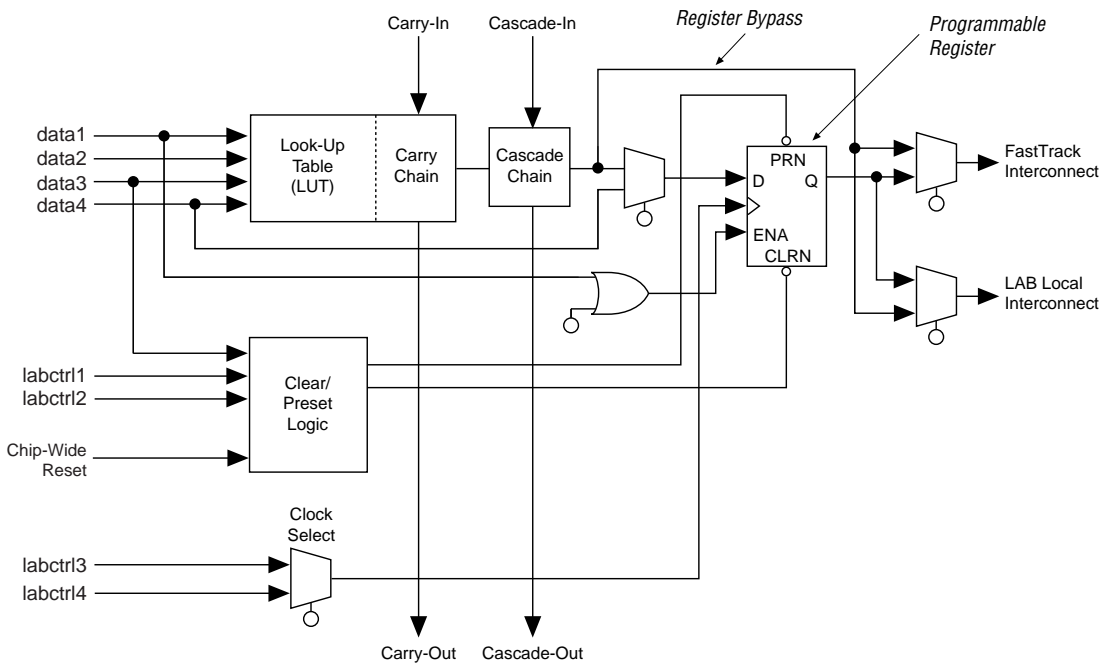 Carry-In
Cascade-In
Register Bypass
Programmable
Register
data1
data2
data3
data4
Look-Up
Table
(LUT)
Carry
Chain
Cascade
Chain
PRN
D
Q
ENA
CLRN
FastTrack
Interconnect
LAB Local
Interconnect
labctrl1
labctrl2
Chip-Wide
Reset
Clear/
Preset
Logic
Clock
Select
labctrl3
labctrl4
Carry-Out
Cascade-Out